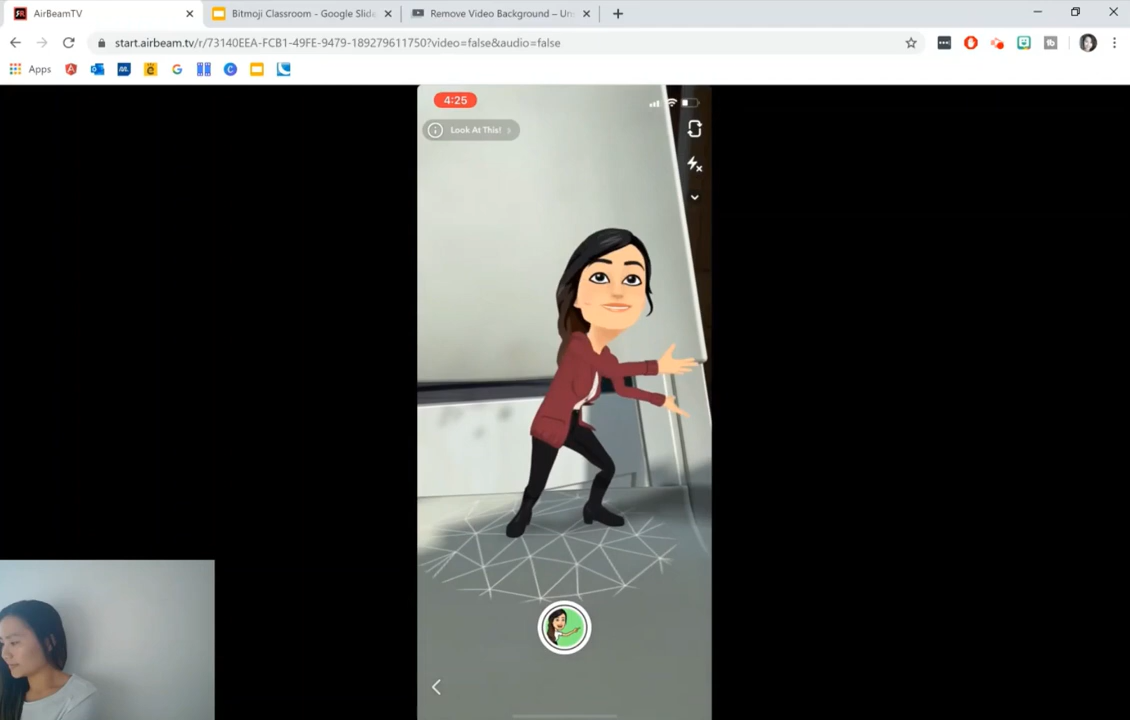 AirBeamTV
Bitmoji Classroom - Google Slide
Remove Video Background – Un
start.airbeam.tv/r/73140EEA-FCB1-49FE-9479-189279611750?video=false&audio=false
Apps
4:25
Look At This!